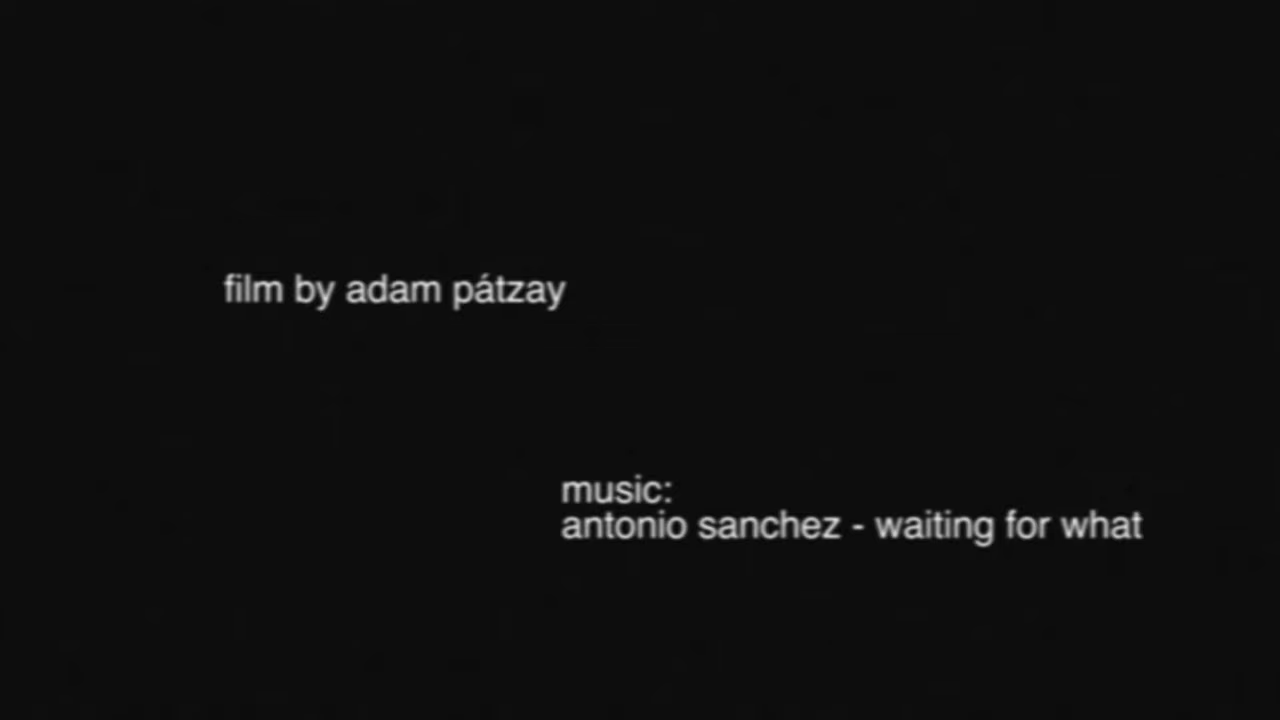 film by adam pátzay
music:
antonio sanchez - waiting for what